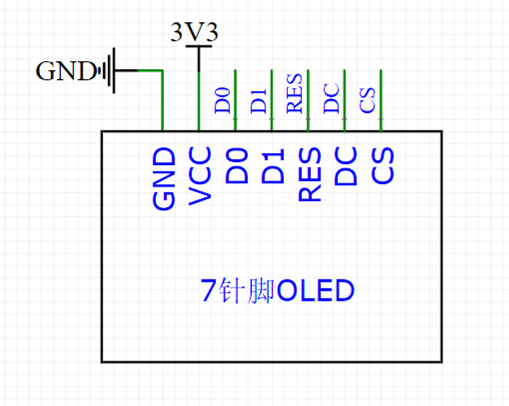 3V3
GND
D0
D1
RES
DC
CS
GND
VCC
D0
D1
RES
DC
CS
7针脚OLED